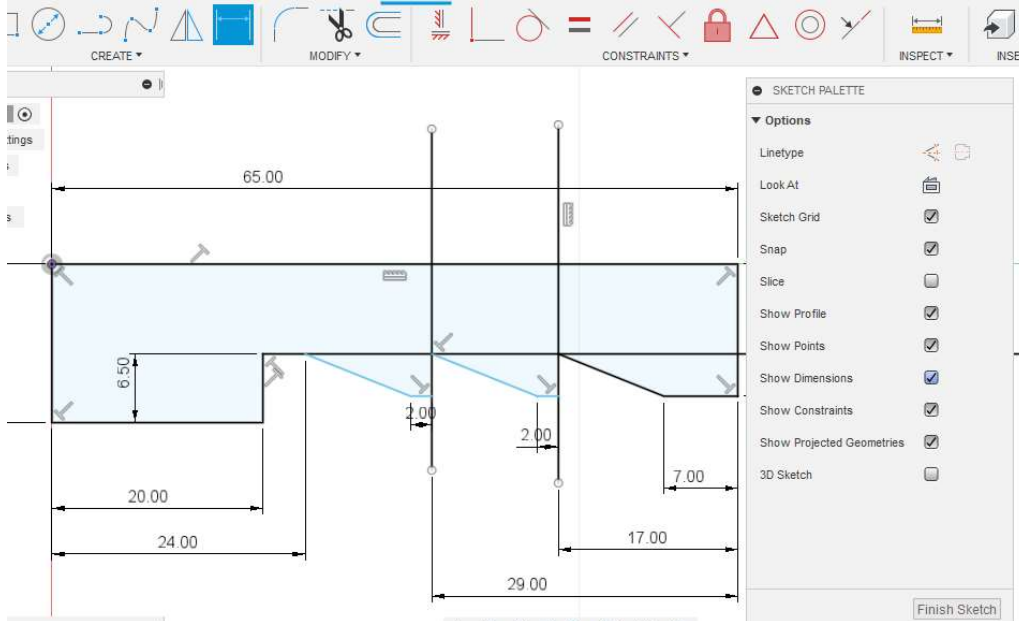 CREATE ▾ MODIFY ▾ CONSTRAINTS ▾ INSPECT ▾ INSE
tings
s
s
SKETCH PALETTE
▼ Options
Linetype
Look At
Sketch Grid
Snap
Slice
Show Profile
Show Points
Show Dimensions
Show Constraints
Show Projected Geometries
3D Sketch
Finish Sketch
65.00
6.50
2.00
2.00
7.00
20.00
24.00
17.00
29.00